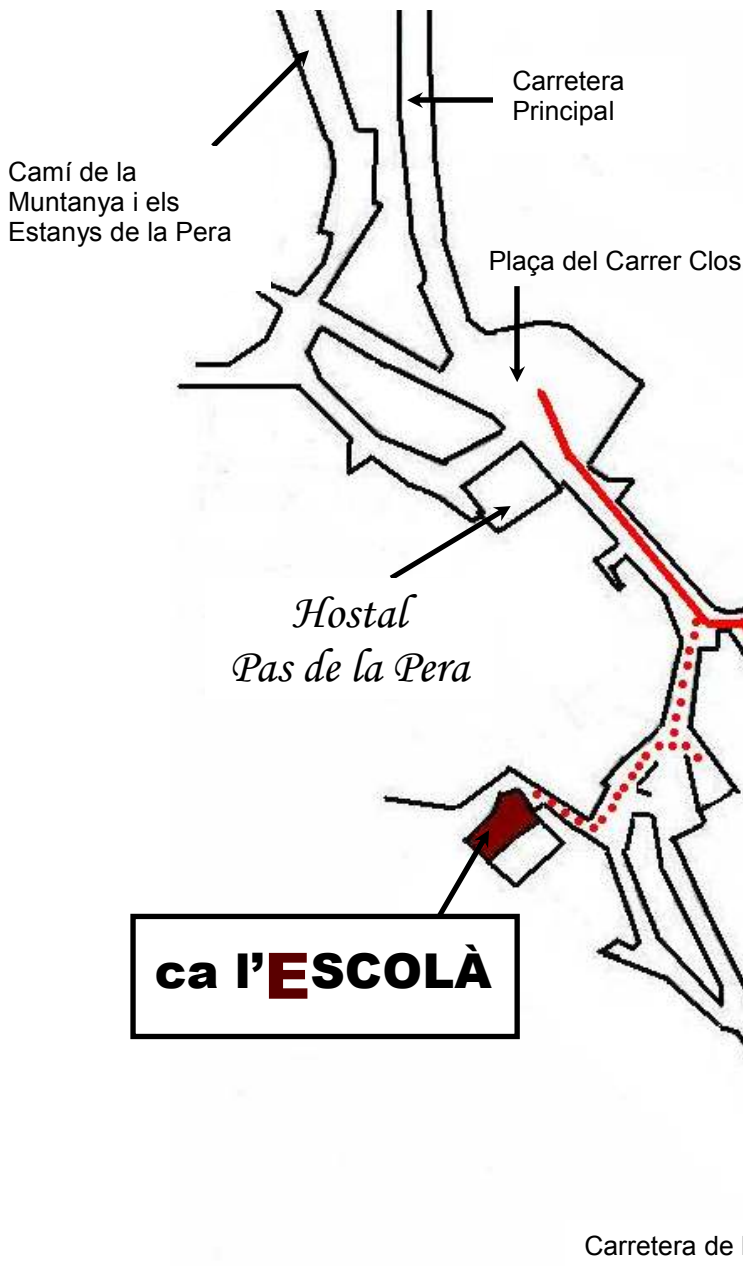 Carretera
Principal
Camí de la
Muntanya i els
Estanys de la Pera
Plaça del Carrer Clos
Hostal
Pas de la Pera
ca l’ESCOLÀ
Carretera de